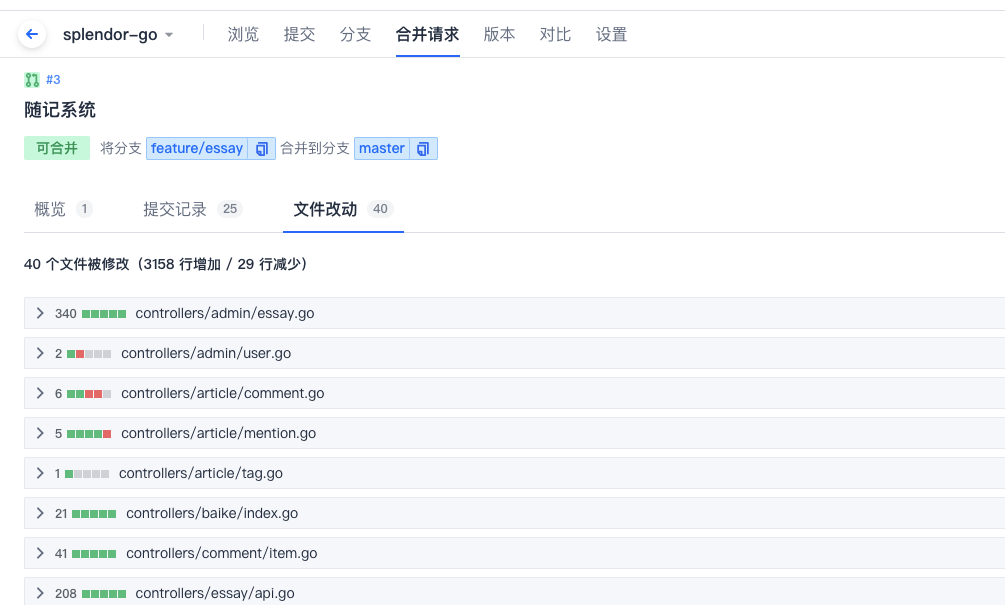 splendor-go 浏览 提交 分支 合并请求 版本 对比 设置
#3
随记系统
可合并 将分支 feature/essay 合并到分支 master
概览 1 提交记录 25 文件改动 40
40 个文件被修改（3158 行增加 / 29 行减少）
340 controllers/admin/essay.go
2 controllers/admin/user.go
6 controllers/article/comment.go
5 controllers/article/mention.go
1 controllers/article/tag.go
21 controllers/baike/index.go
41 controllers/comment/item.go
208 controllers/essay/api.go